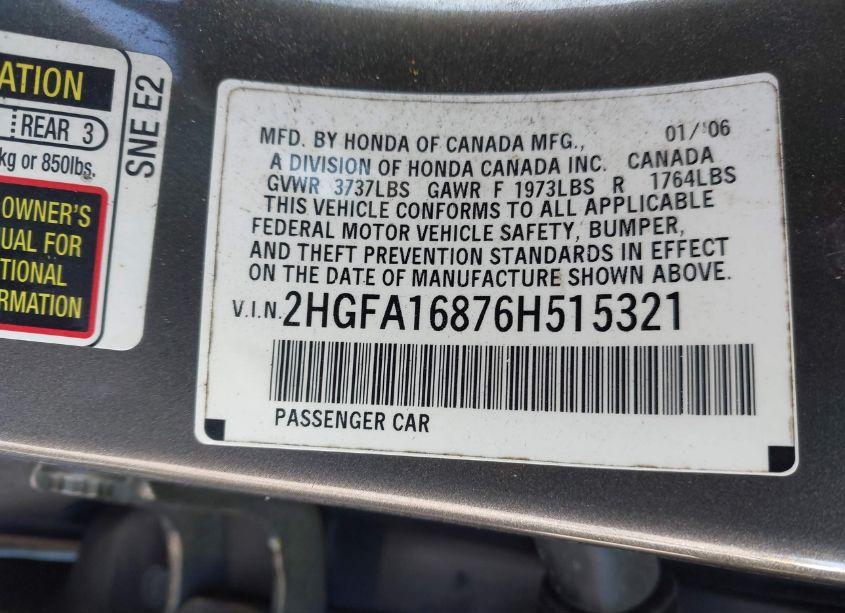 ATION
REAR 3
kg or 850lbs.
OWNER'S
UAL FOR
TIONAL
ORMATION
SNE E2
MFD. BY HONDA OF CANADA MFG., 01/'06
A DIVISION OF HONDA CANADA INC. CANADA
GVWR 3737LBS GAWR F 1973LBS R 1764LBS
THIS VEHICLE CONFORMS TO ALL APPLICABLE
FEDERAL MOTOR VEHICLE SAFETY, BUMPER,
AND THEFT PREVENTION STANDARDS IN EFFECT
ON THE DATE OF MANUFACTURE SHOWN ABOVE.
V.I.N. 2HGFA16876H515321
PASSENGER CAR